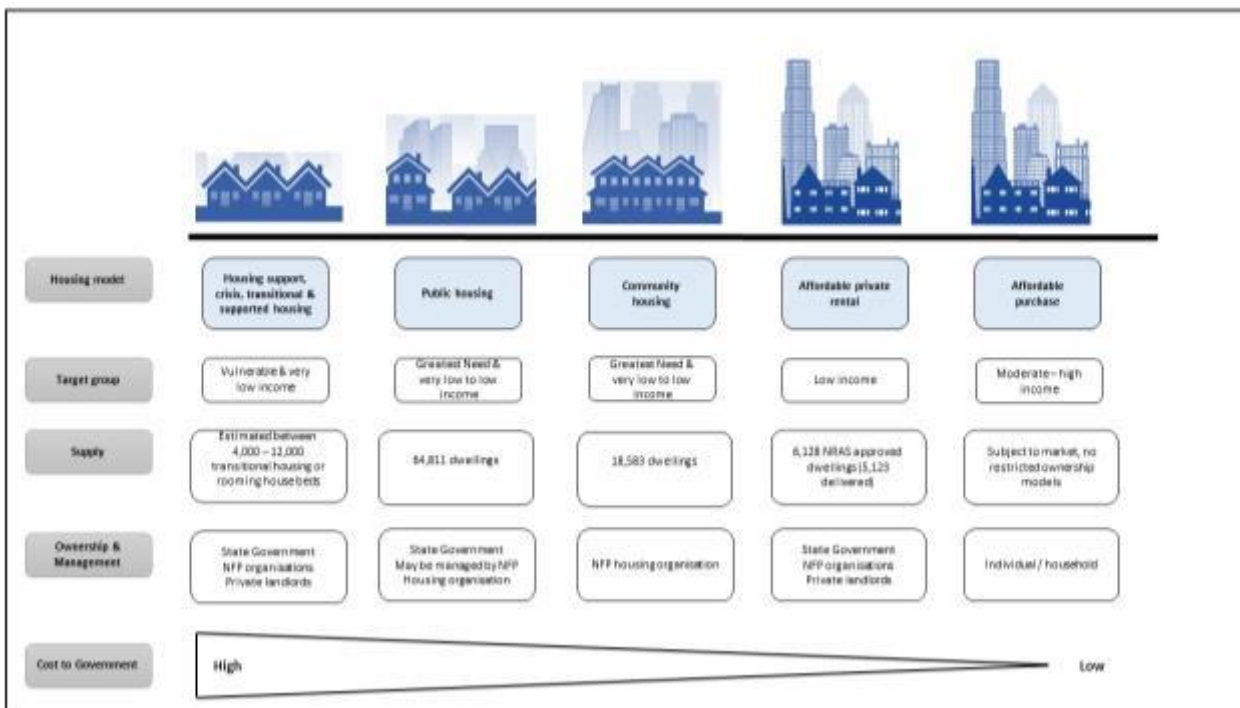 Housing model
Housing support,
crisis, transitional &
supported housing
Public housing
Community
housing
Affordable private
rental
Affordable
purchase
Target group
Vulnerable & very
low income
Greatest Need &
very low to low
income
Greatest Need &
very low to low
income
Low income
Moderate – high
income
Supply
Estimated between
4,000 – 12,000
transitional housing or
rooming house beds
64,811 dwellings
18,583 dwellings
6,128 NRAS approved
dwellings (5,123
delivered)
Subject to market, no
restricted ownership
models
Ownership &
Management
State Government
NFP organisations
Private landlords
State Government
May be managed by NFP
Housing organisation
NFP housing organisation
State Government
NFP organisations
Private landlords
Individual / household
Cost to Government
High
Low